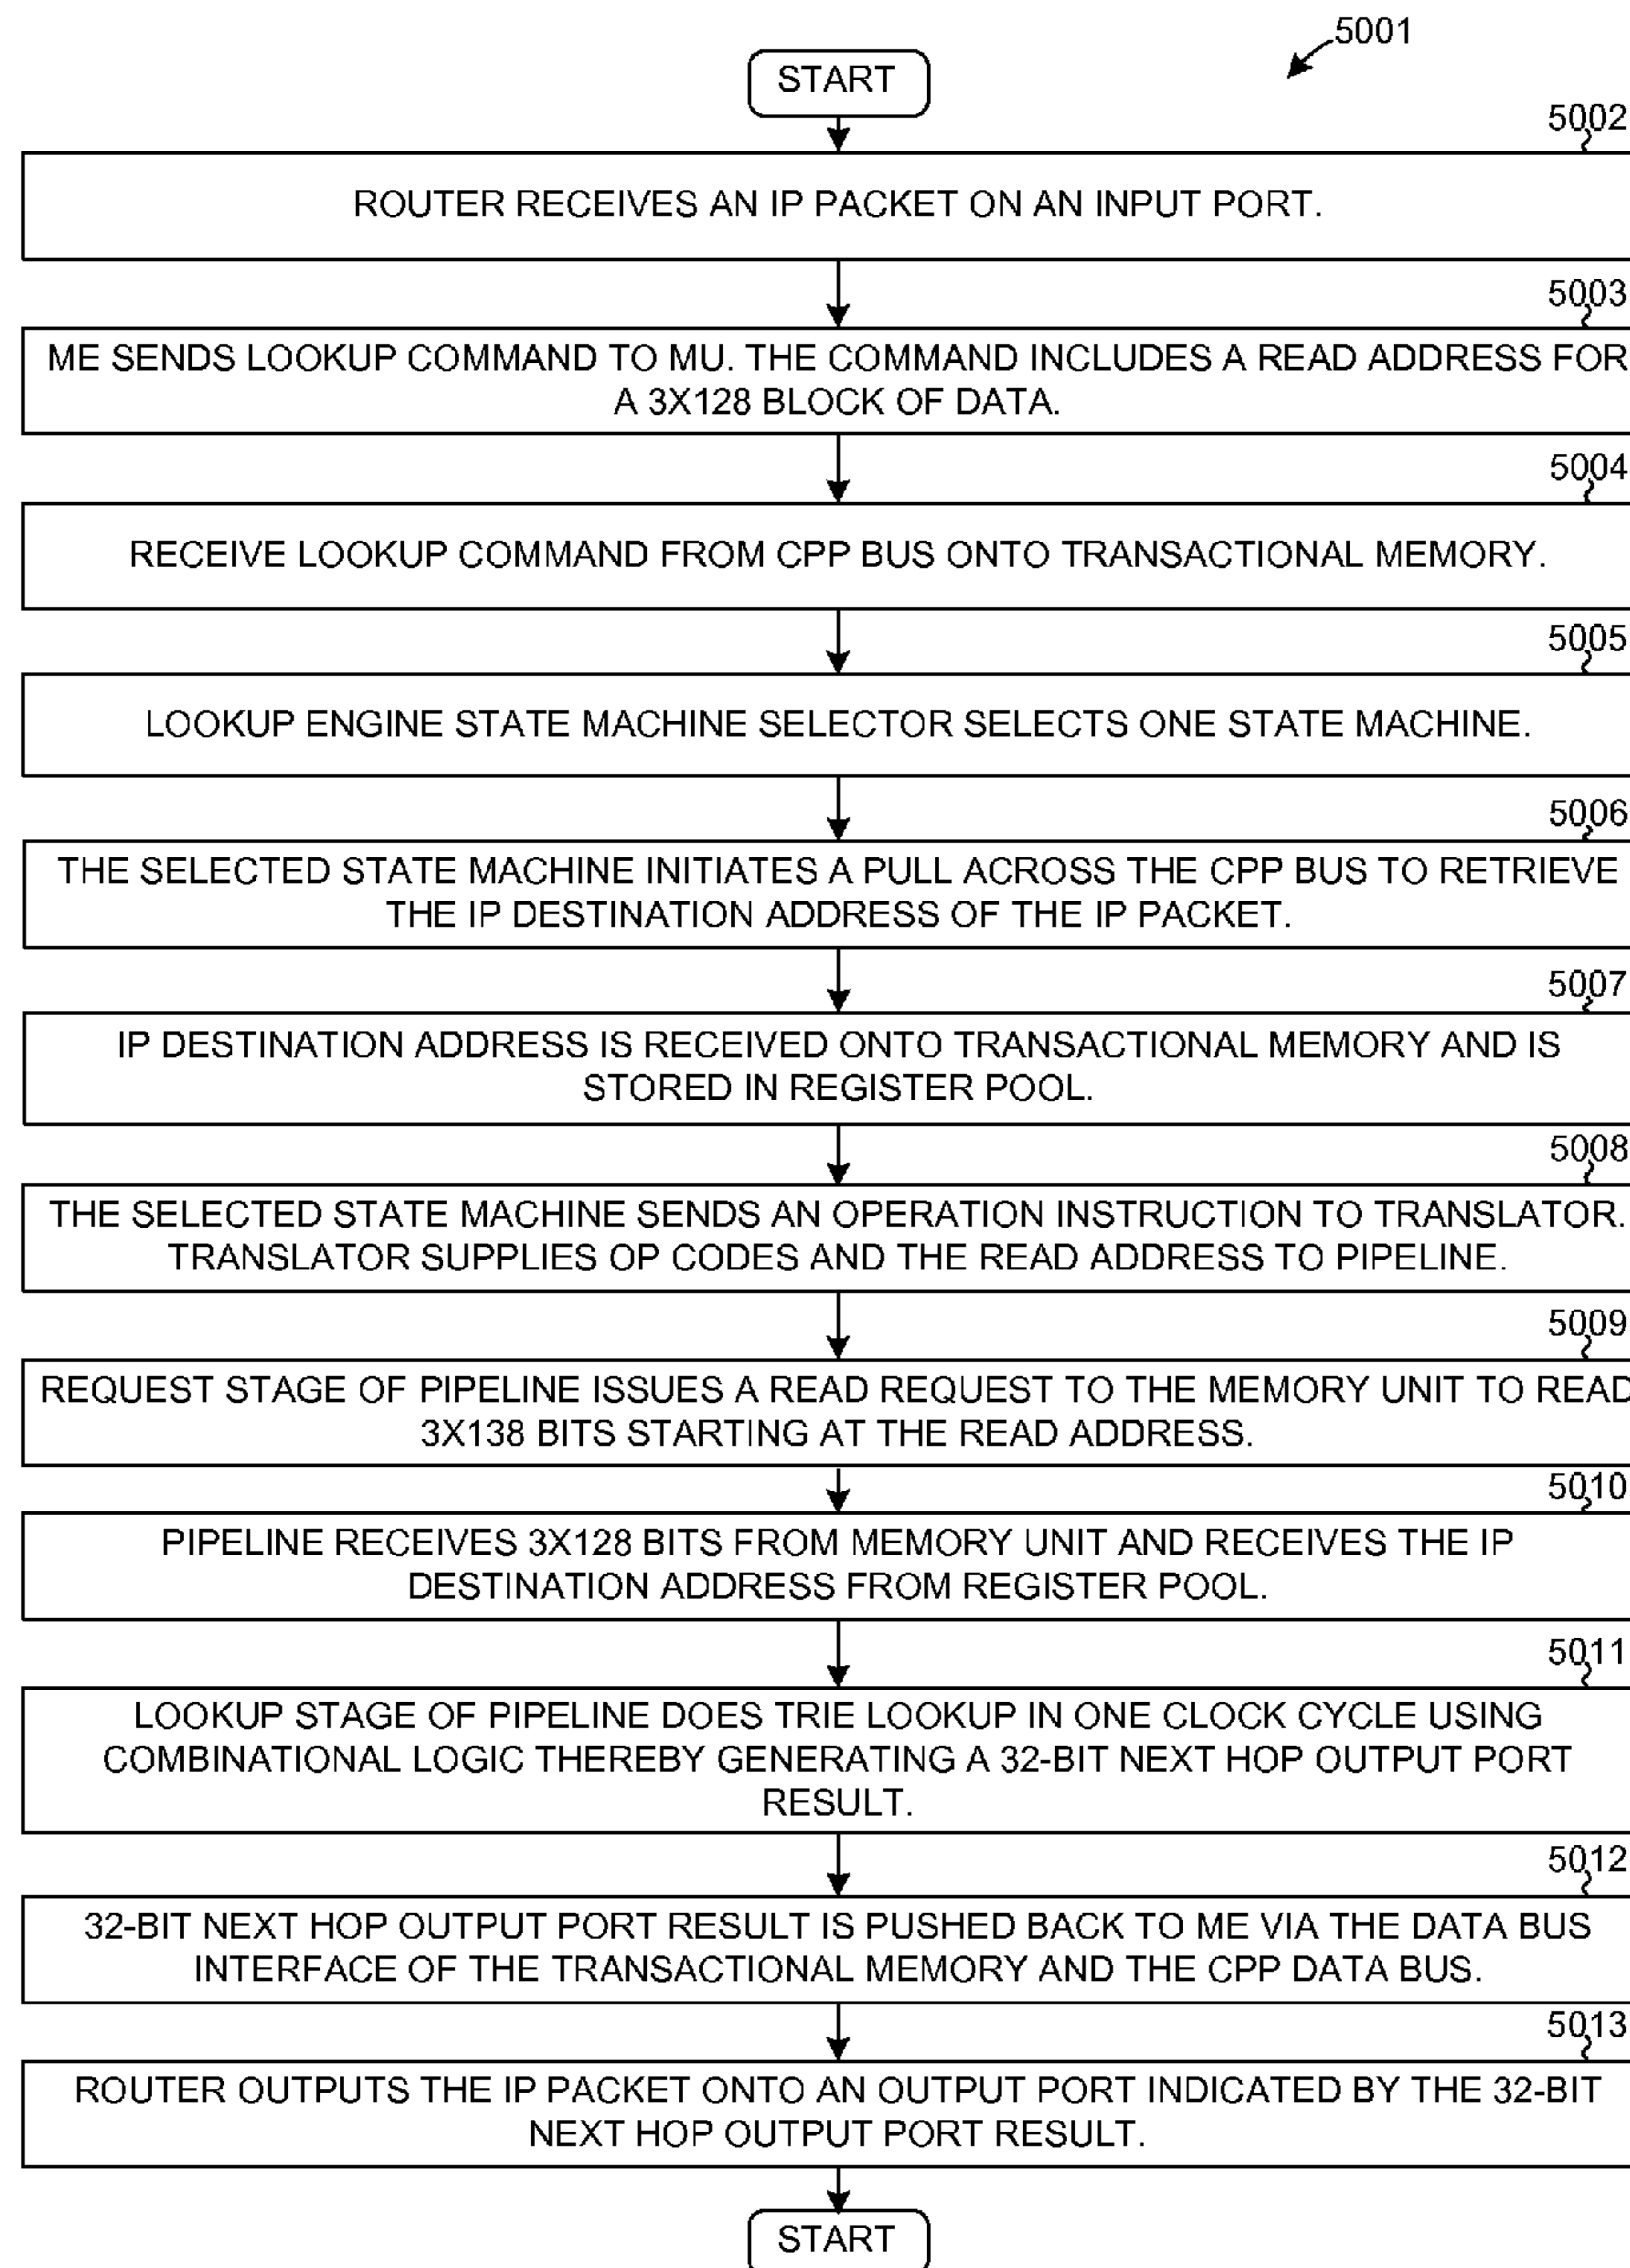 5001
START
5002
ROUTER RECEIVES AN IP PACKET ON AN INPUT PORT.
5003
ME SENDS LOOKUP COMMAND TO MU. THE COMMAND INCLUDES A READ ADDRESS FOR
A 3X128 BLOCK OF DATA.
5004
RECEIVE LOOKUP COMMAND FROM CPP BUS ONTO TRANSACTIONAL MEMORY.
5005
LOOKUP ENGINE STATE MACHINE SELECTOR SELECTS ONE STATE MACHINE.
5006
THE SELECTED STATE MACHINE INITIATES A PULL ACROSS THE CPP BUS TO RETRIEVE
THE IP DESTINATION ADDRESS OF THE IP PACKET.
5007
IP DESTINATION ADDRESS IS RECEIVED ONTO TRANSACTIONAL MEMORY AND IS
STORED IN REGISTER POOL.
5008
THE SELECTED STATE MACHINE SENDS AN OPERATION INSTRUCTION TO TRANSLATOR.
TRANSLATOR SUPPLIES OP CODES AND THE READ ADDRESS TO PIPELINE.
5009
REQUEST STAGE OF PIPELINE ISSUES A READ REQUEST TO THE MEMORY UNIT TO READ
3X138 BITS STARTING AT THE READ ADDRESS.
5010
PIPELINE RECEIVES 3X128 BITS FROM MEMORY UNIT AND RECEIVES THE IP
DESTINATION ADDRESS FROM REGISTER POOL.
5011
LOOKUP STAGE OF PIPELINE DOES TRIE LOOKUP IN ONE CLOCK CYCLE USING
COMBINATIONAL LOGIC THEREBY GENERATING A 32-BIT NEXT HOP OUTPUT PORT
RESULT.
5012
32-BIT NEXT HOP OUTPUT PORT RESULT IS PUSHED BACK TO ME VIA THE DATA BUS
INTERFACE OF THE TRANSACTIONAL MEMORY AND THE CPP DATA BUS.
5013
ROUTER OUTPUTS THE IP PACKET ONTO AN OUTPUT PORT INDICATED BY THE 32-BIT
NEXT HOP OUTPUT PORT RESULT.
START